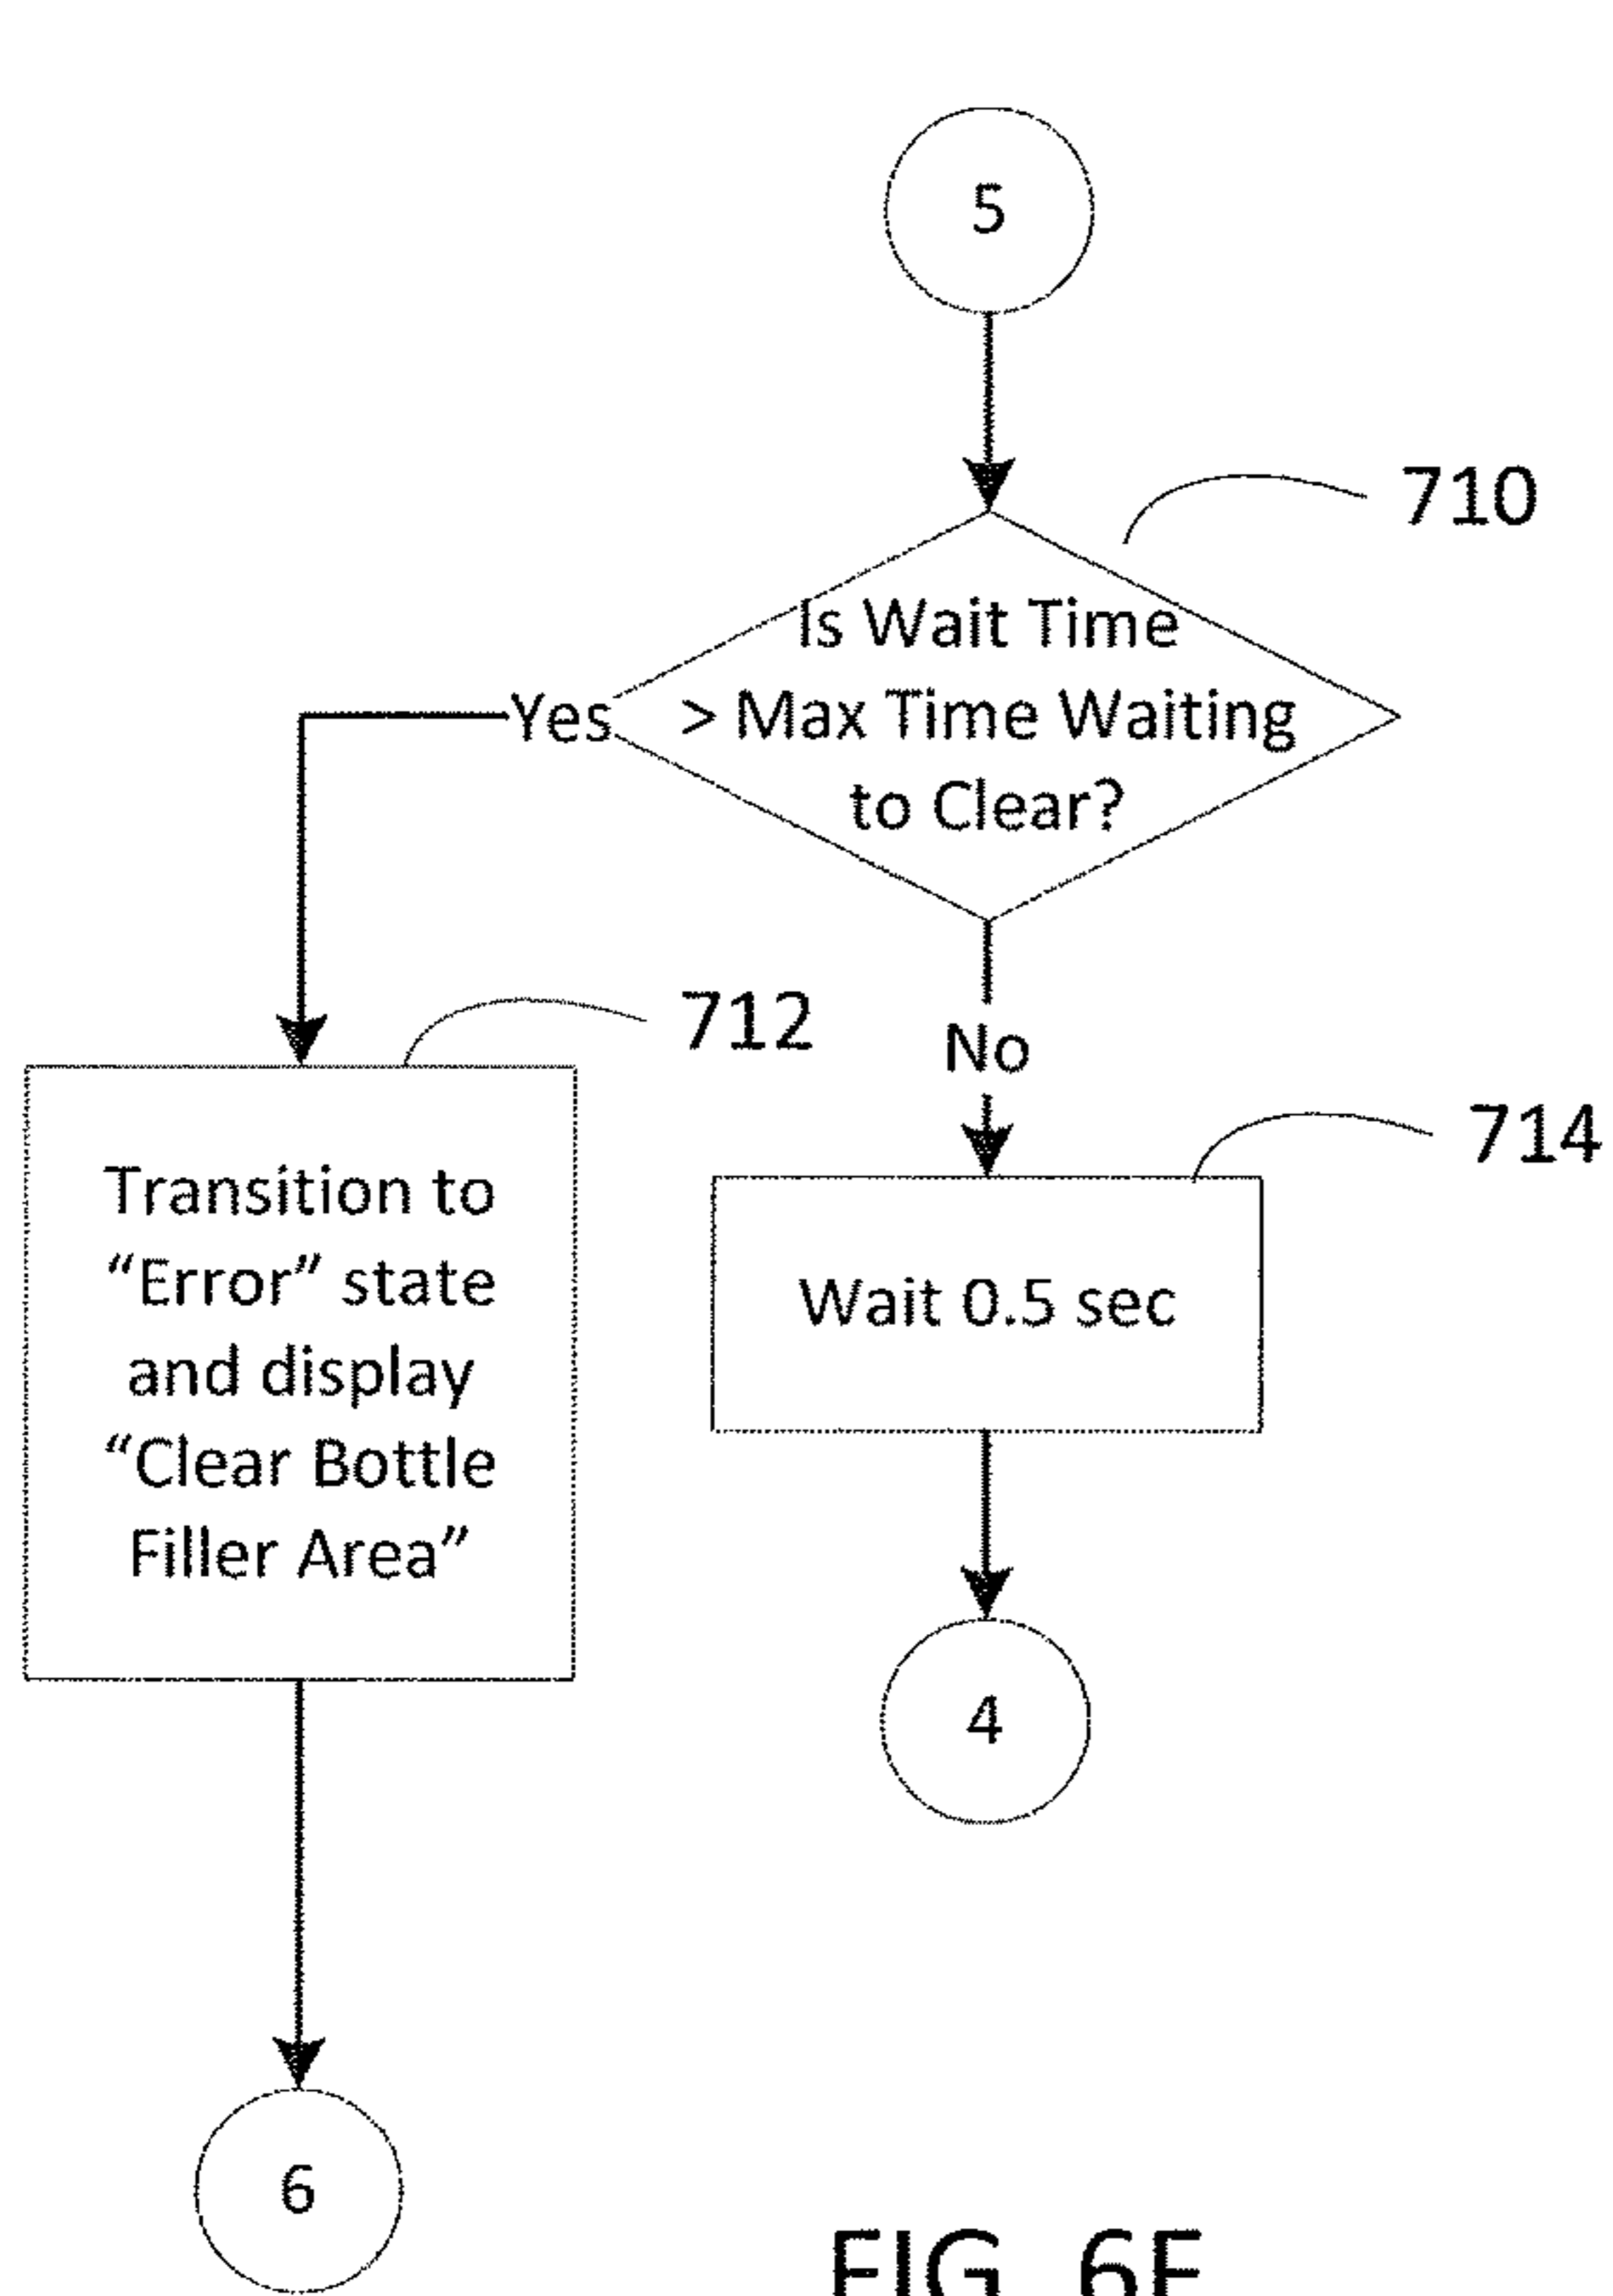 5
710
Is Wait Time
> Max Time Waiting
to Clear?
Yes
712
No
714
Transition to
“Error” state
and display
“Clear Bottle
Filler Area”
Wait 0.5 sec
4
6
FIG